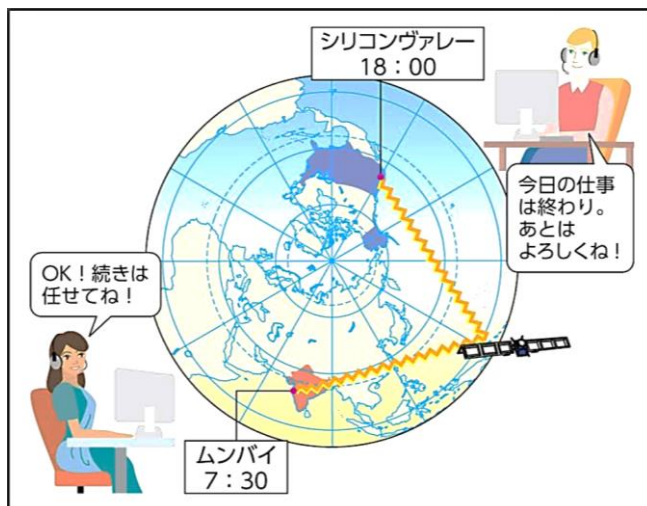 シリコンヴァレー
18：00
今日の仕事
は終わり。
あとは
よろしくね！
OK！続きは
任せてね！
ムンバイ
7：30